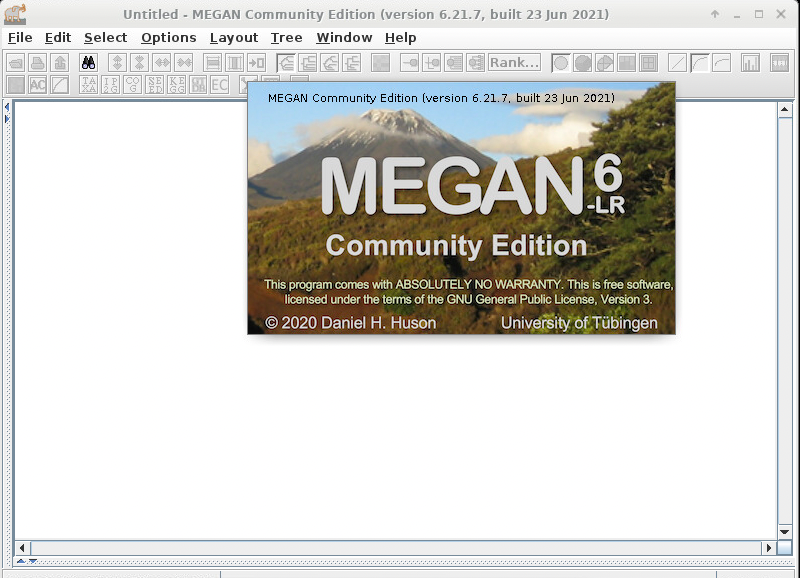 Untitled - MEGAN Community Edition (version 6.21.7, built 23 Jun 2021)
File Edit Select Options Layout Tree Window Help
Rank...
AC TA XA IP 2G CO G SE ED KE GG EC
MEGAN Community Edition (version 6.21.7, built 23 Jun 2021)
MEGAN6
-LR
Community Edition
This program comes with ABSOLUTELY NO WARRANTY. This is free software,
licensed under the terms of the GNU General Public License, Version 3.
© 2020 Daniel H. Huson University of Tübingen